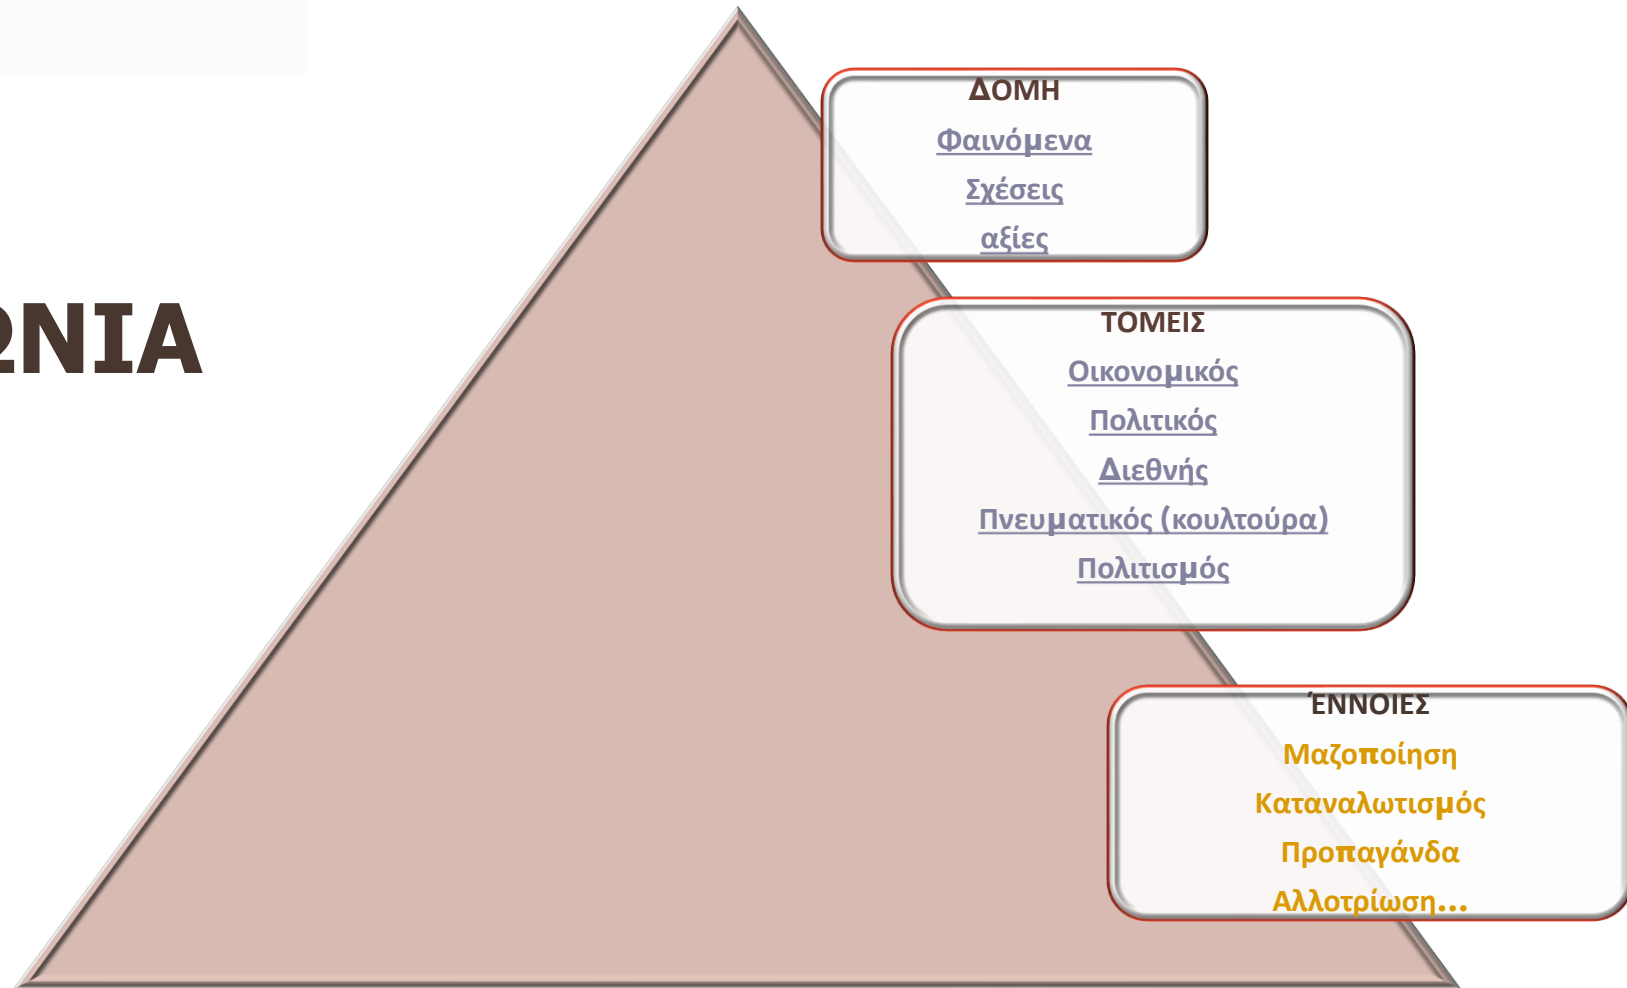 ΩΝΙΑ
ΔΟΜΗ
Φαινόμενα
Σχέσεις
αξίες
ΤΟΜΕΙΣ
Οικονομικός
Πολιτικός
Διεθνής
Πνευματικός (κουλτούρα)
Πολιτισμός
ΈΝΝΟΙΕΣ
Μαζοποίηση
Καταναλωτισμός
Προπαγάνδα
Αλλοτρίωση...